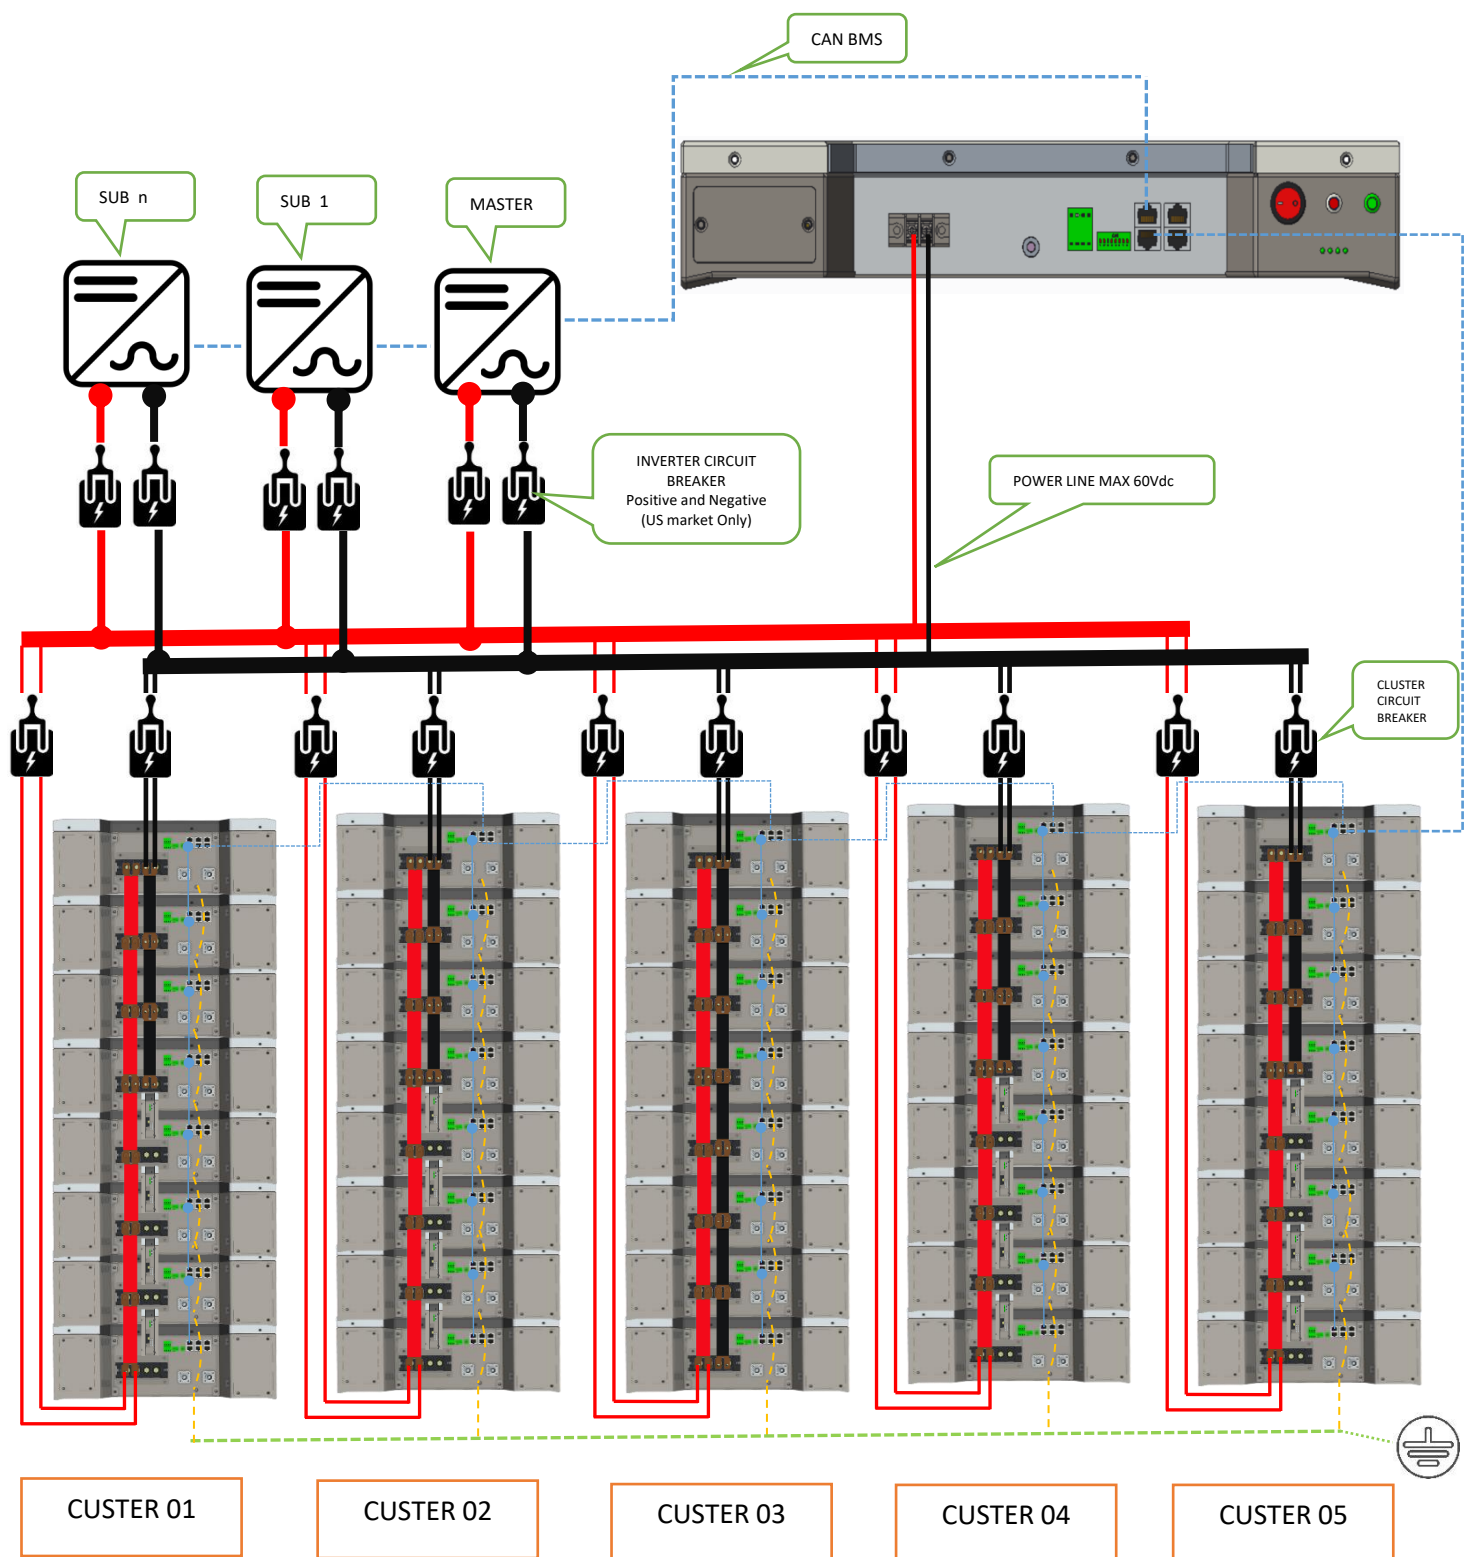 CAN BMS
SUB n
SUB 1
MASTER
INVERTER CIRCUIT
BREAKER
Positive and Negative
(US market Only)
POWER LINE MAX 60Vdc
CLUSTER
CIRCUIT
BREAKER
CUSTER 01
CUSTER 02
CUSTER 03
CUSTER 04
CUSTER 05